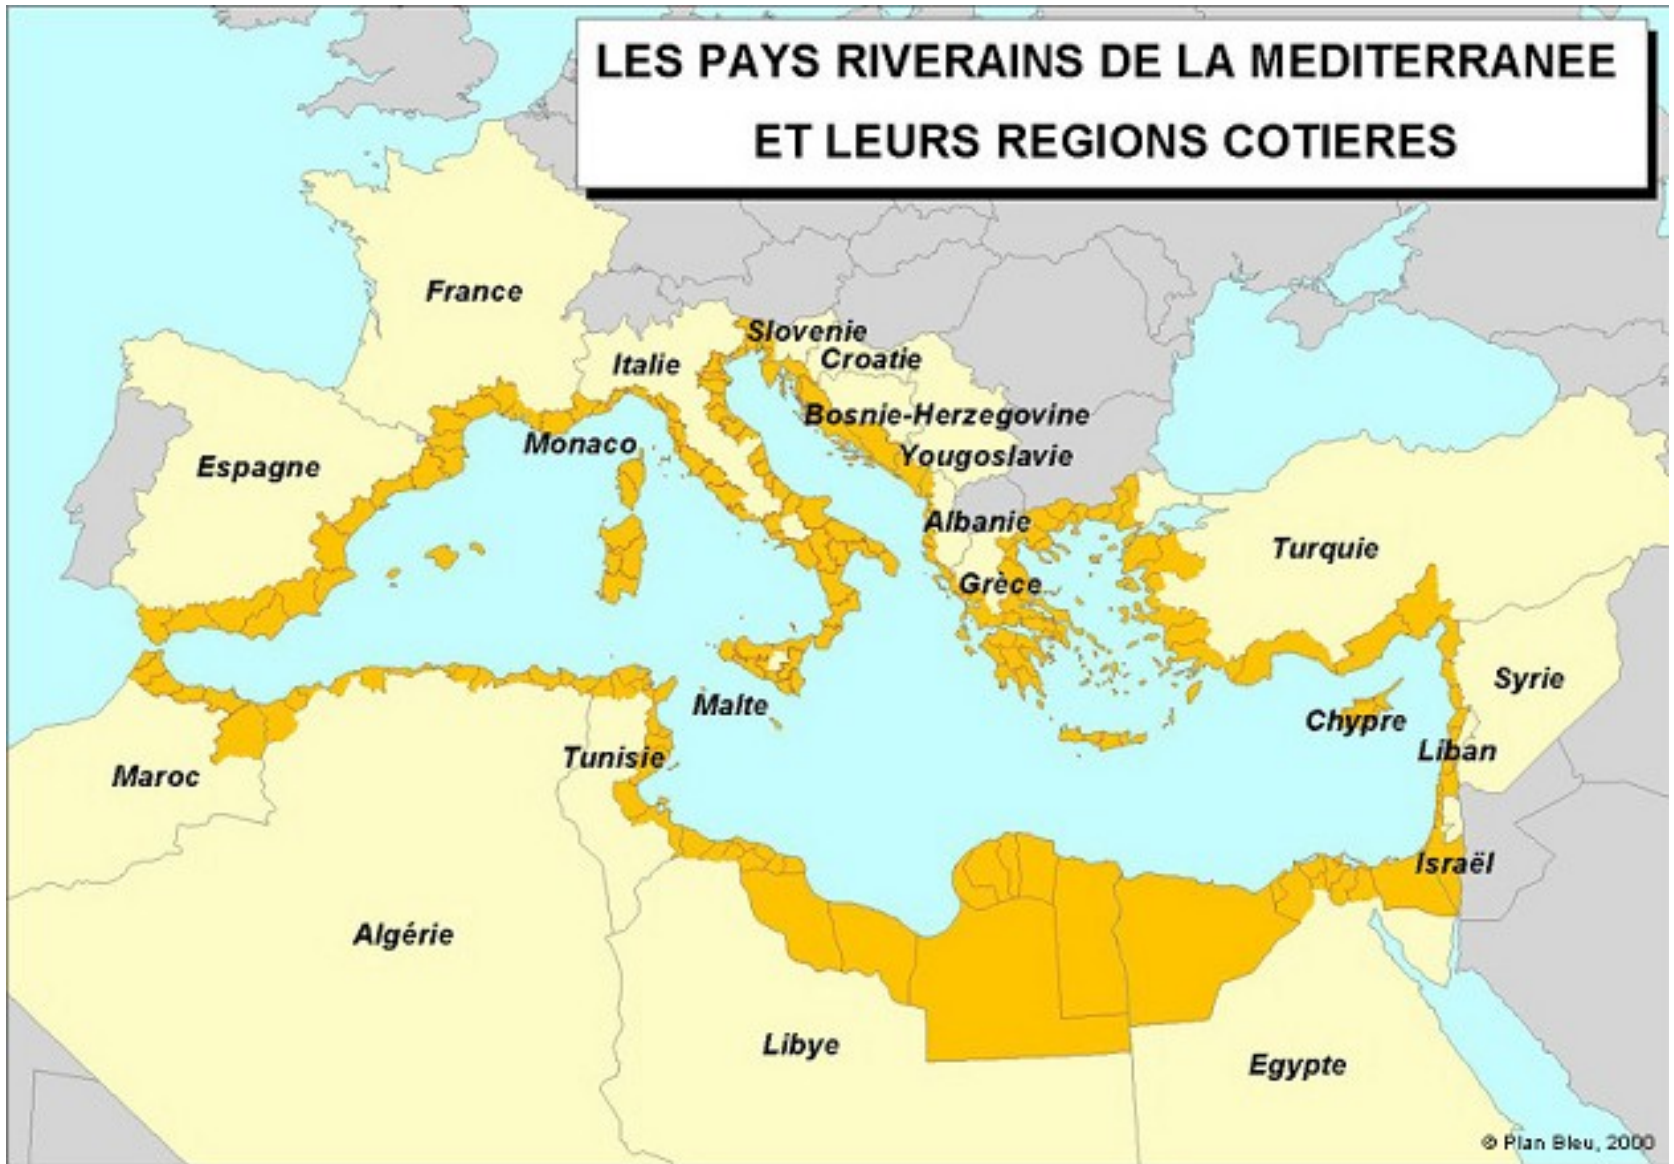 LES PAYS RIVERAINS DE LA MEDITERRANEE
ET LEURS REGIONS COTIERES
France
Slovenie
Italie
Croatie
Bosnie-Herzegovine
Monaco
Yougoslavie
Espagne
Albanie
Turquie
Grèce
Syrie
Malte
Chypre
Liban
Tunisie
Maroc
Israël
Algérie
Libye
Egypte
© Plan Bleu, 2000